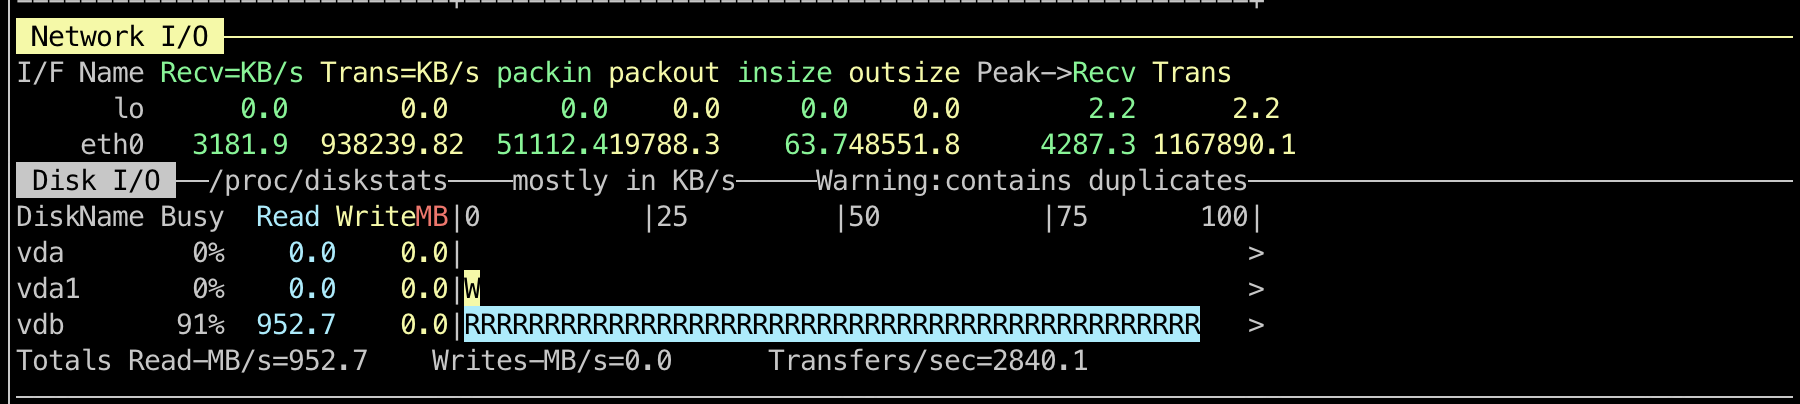 Network I/O
I/F Name Recv=KB/s Trans=KB/s packin packout insize outsize Peak->Recv Trans
lo 0.0 0.0 0.0 0.0 0.0 0.0 2.2 2.2
eth0 3181.9 938239.82 51112.419788.3 63.748551.8 4287.3 1167890.1
Disk I/O /proc/diskstats mostly in KB/s Warning:contains duplicates
DiskName Busy Read WriteMB|0 |25 |50 |75 100|
vda 0% 0.0 0.0| >
vda1 0% 0.0 0.0|W >
vdb 91% 952.7 0.0|RRRRRRRRRRRRRRRRRRRRRRRRRRRRRRRRRRRRRRRRRRRRRR >
Totals Read-MB/s=952.7 Writes-MB/s=0.0 Transfers/sec=2840.1